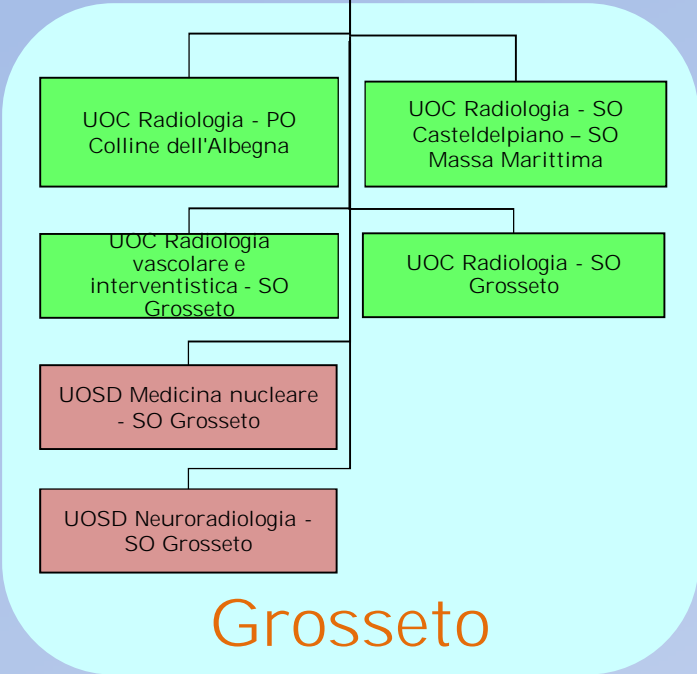 UOC Radiologia - PO
Colline dell'Albegna
UOC Radiologia - SO
Casteldelpiano – SO
Massa Marittima
UOC Radiologia
vascolare e
interventistica - SO
Grosseto
UOC Radiologia - SO
Grosseto
UOSD Medicina nucleare
- SO Grosseto
UOSD Neuroradiologia -
SO Grosseto
Grosseto